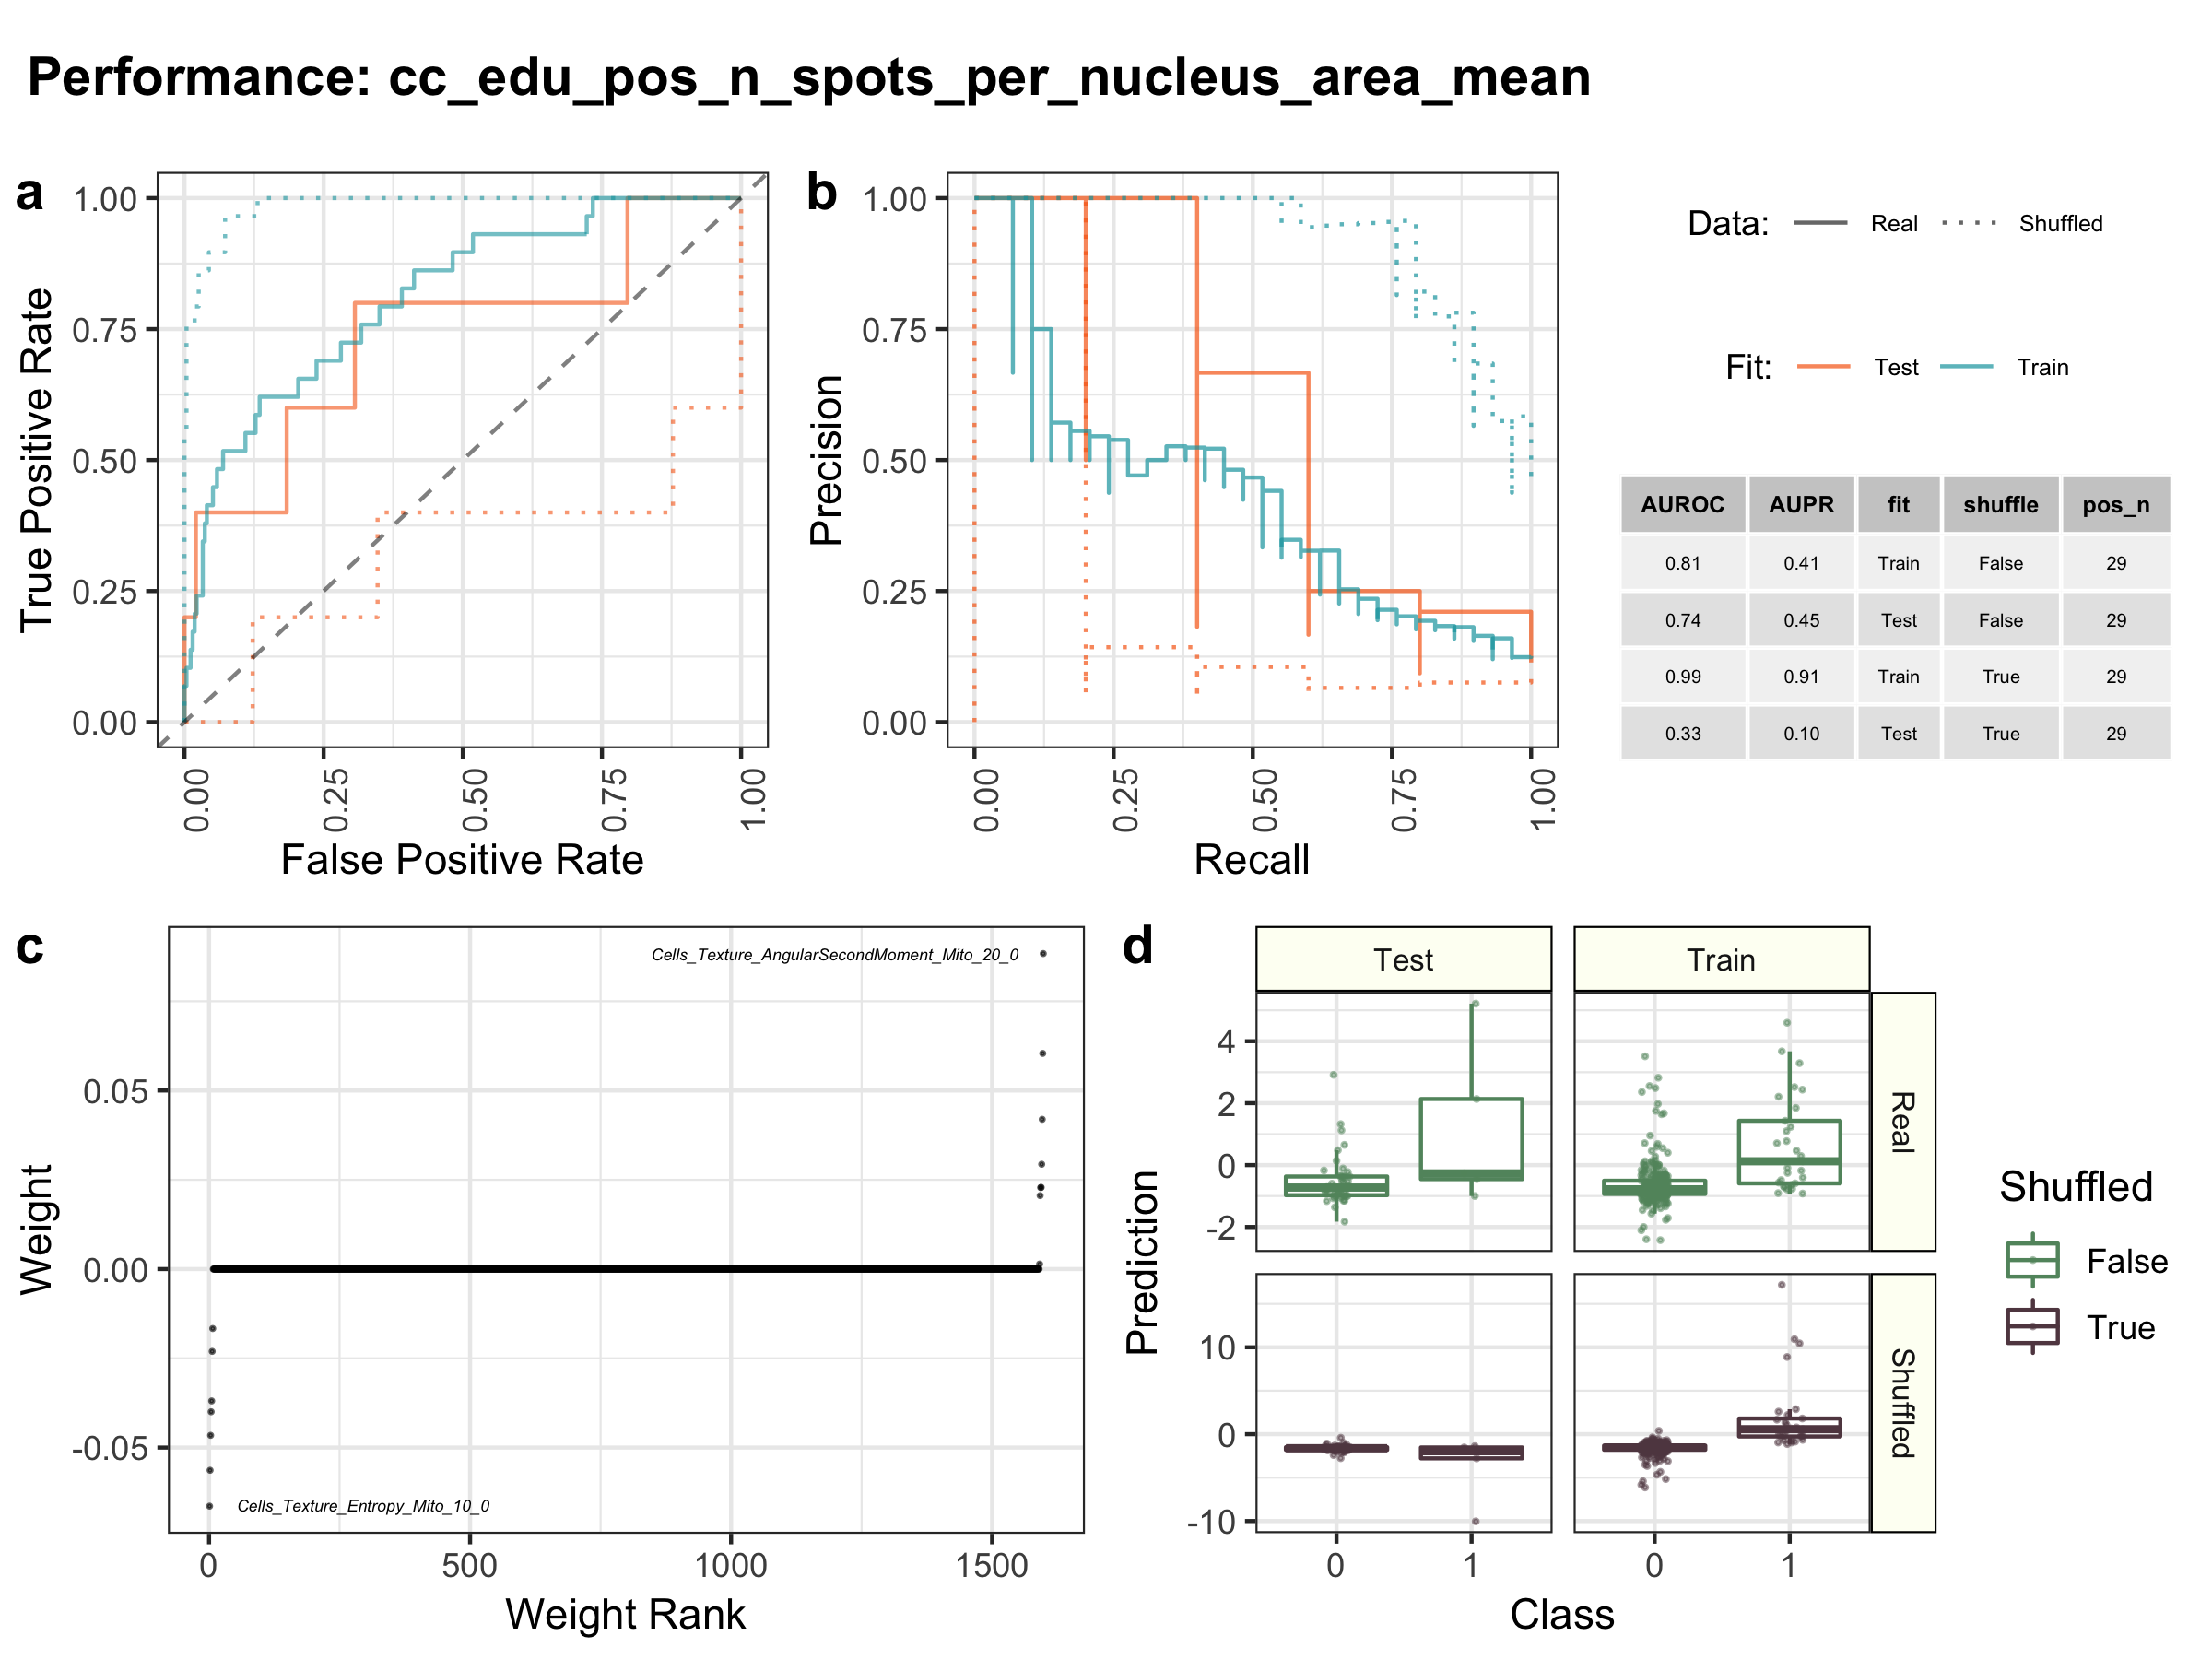 Performance: cc_edu_pos_n_spots_per_nucleus_area_mean
a
1.00
0.75
0.50
0.25
0.00
True Positive Rate
0.00
0.25
0.50
0.75
1.00
False Positive Rate
b
1.00
0.75
0.50
0.25
0.00
Precision
0.00
0.25
0.50
0.75
1.00
Recall
Data: Real Shuffled
Fit: Test Train
AUROC AUPR fit shuffle pos_n
0.81 0.41 Train False 29
0.74 0.45 Test False 29
0.99 0.91 Train True 29
0.33 0.10 Test True 29
c
Cells_Texture_AngularSecondMoment_Mito_20_0
0.05
0.00
-0.05
Weight
Cells_Texture_Entropy_Mito_10_0
0 500 1000 1500
Weight Rank
d
Test Train
4
2
0
-2
Real
10
0
-10
Shuffled
Prediction
0 1 0 1
Class
Shuffled
False
True